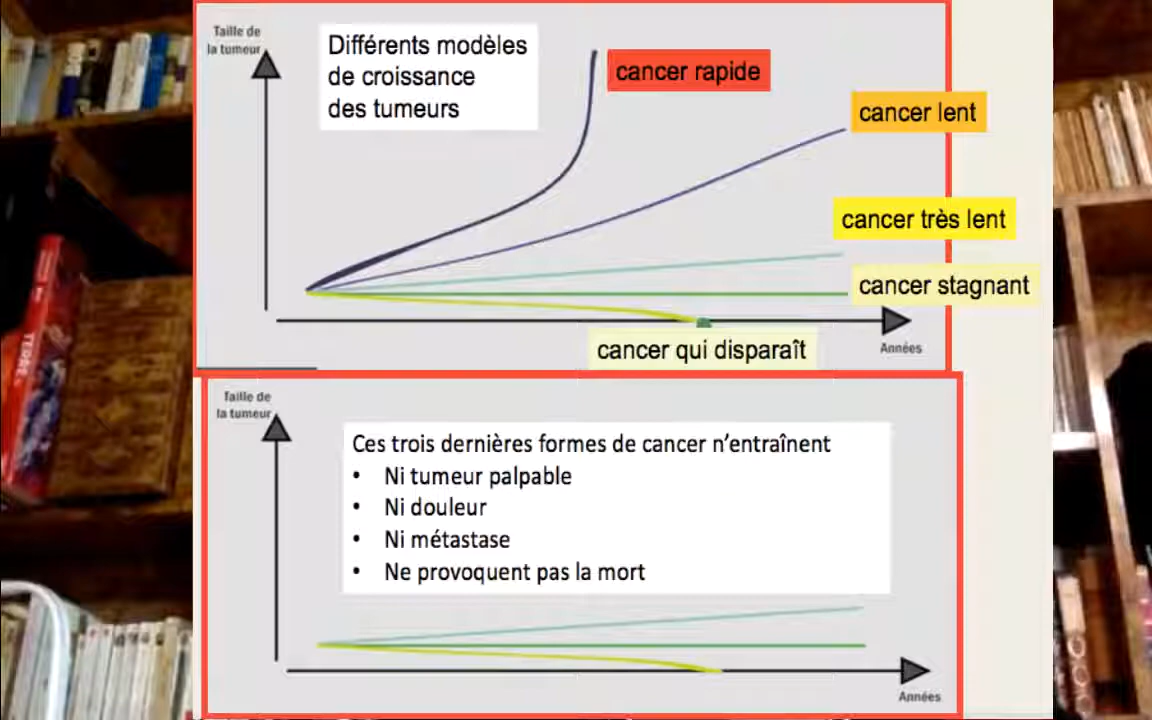 Taille de
la tumeur
Différents modèles
de croissance
des tumeurs
cancer rapide
cancer lent
cancer très lent
cancer stagnant
cancer qui disparaît
Années
Taille de
la tumeur
Ces trois dernières formes de cancer n'entraînent
• Ni tumeur palpable
• Ni douleur
• Ni métastase
• Ne provoquent pas la mort
Années
TERRE